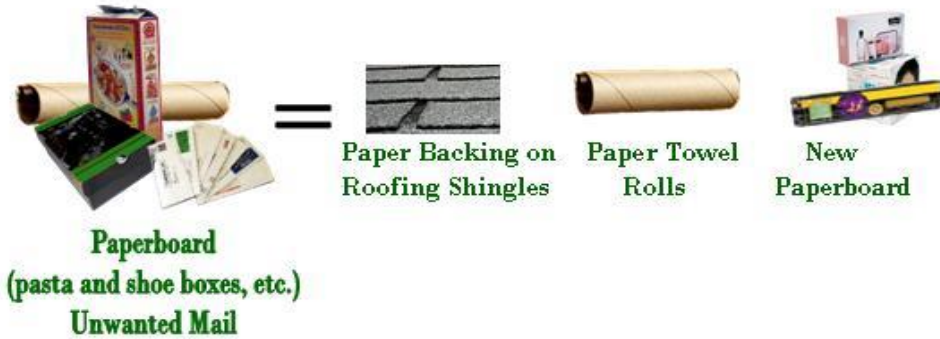 =
Paper Backing on
Roofing Shingles
Paper Towel
Rolls
New
Paperboard
Paperboard
(pasta and shoe boxes, etc.)
Unwanted Mail